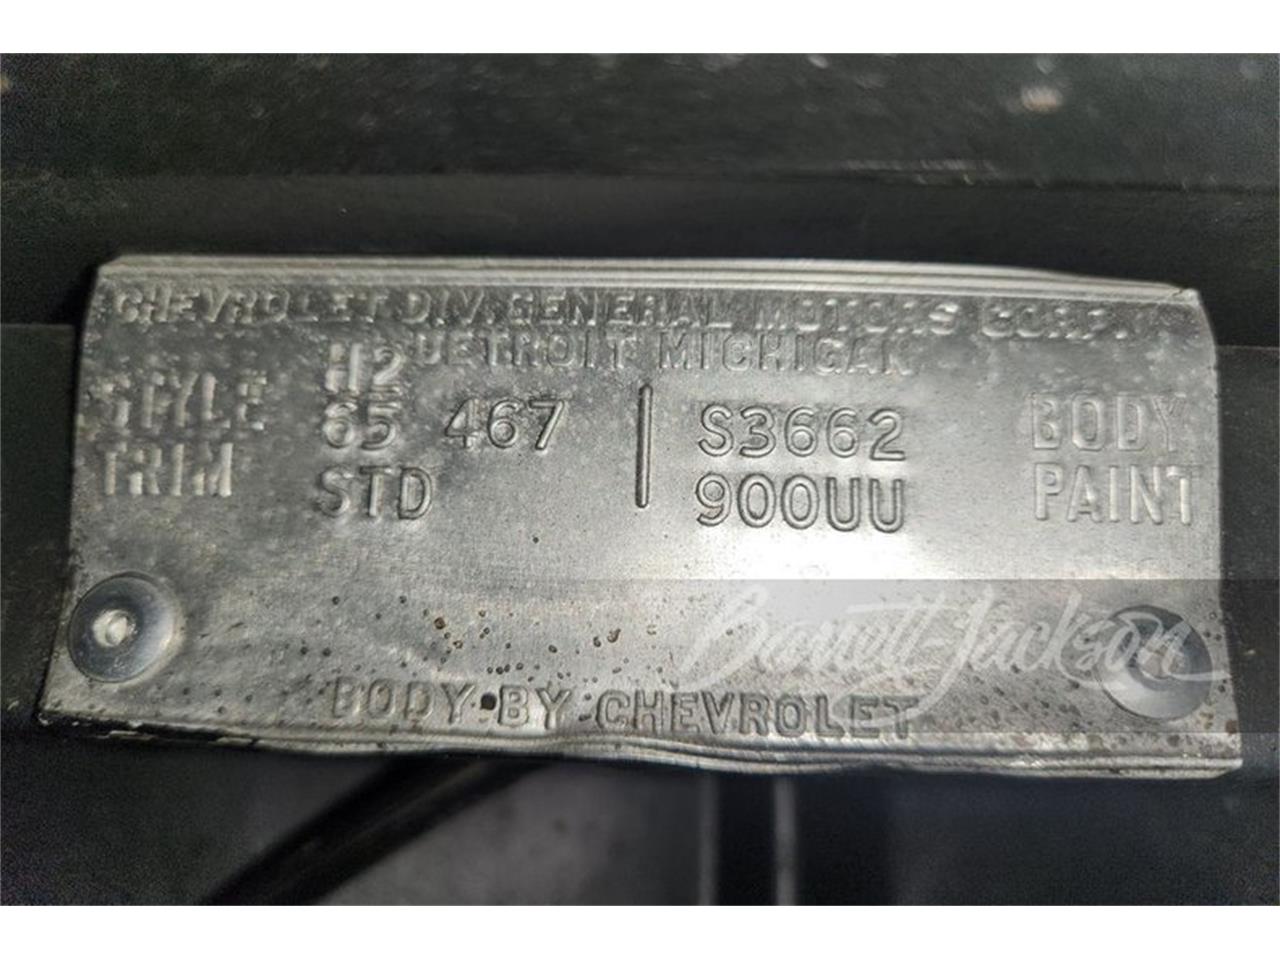 CHEVROLET DIV. GENERAL MOTORS CORP.
DETROIT MICHIGAN
H2
STYLE 65 467 | S3662 BODY
TRIM STD 900UU PAINT
Barrett-Jackson
BODY BY CHEVROLET